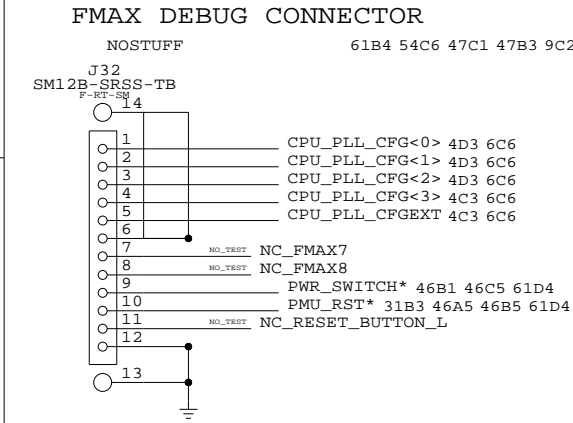 FMAX DEBUG CONNECTOR
NOSTUFF
61B4 54C6 47C1 47B3 9C2
J32
SM12B-SRSS-TB
F-RT-SM
14
1 CPU_PLL_CFG<0> 4D3 6C6
2 CPU_PLL_CFG<1> 4D3 6C6
3 CPU_PLL_CFG<2> 4D3 6C6
4 CPU_PLL_CFG<3> 4C3 6C6
5 CPU_PLL_CFGEXT 4C3 6C6
6
7 NO_TEST NC_FMAX7
8 NO_TEST NC_FMAX8
9 PWR_SWITCH* 46B1 46C5 61D4
10 PMU_RST* 31B3 46A5 46B5 61D4
11 NO_TEST NC_RESET_BUTTON_L
12
13